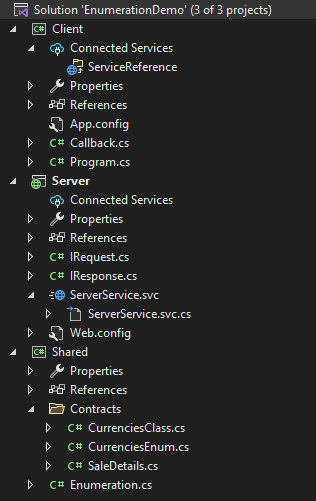 Solution 'EnumerationDemo' (3 of 3 projects)
C# Client
Connected Services
ServiceReference
Properties
References
App.config
C# Callback.cs
C# Program.cs
Server
Connected Services
Properties
References
C# IRequest.cs
C# IResponse.cs
ServerService.svc
ServerService.svc.cs
Web.config
C# Shared
Properties
References
Contracts
C# CurrenciesClass.cs
C# CurrenciesEnum.cs
C# SaleDetails.cs
C# Enumeration.cs